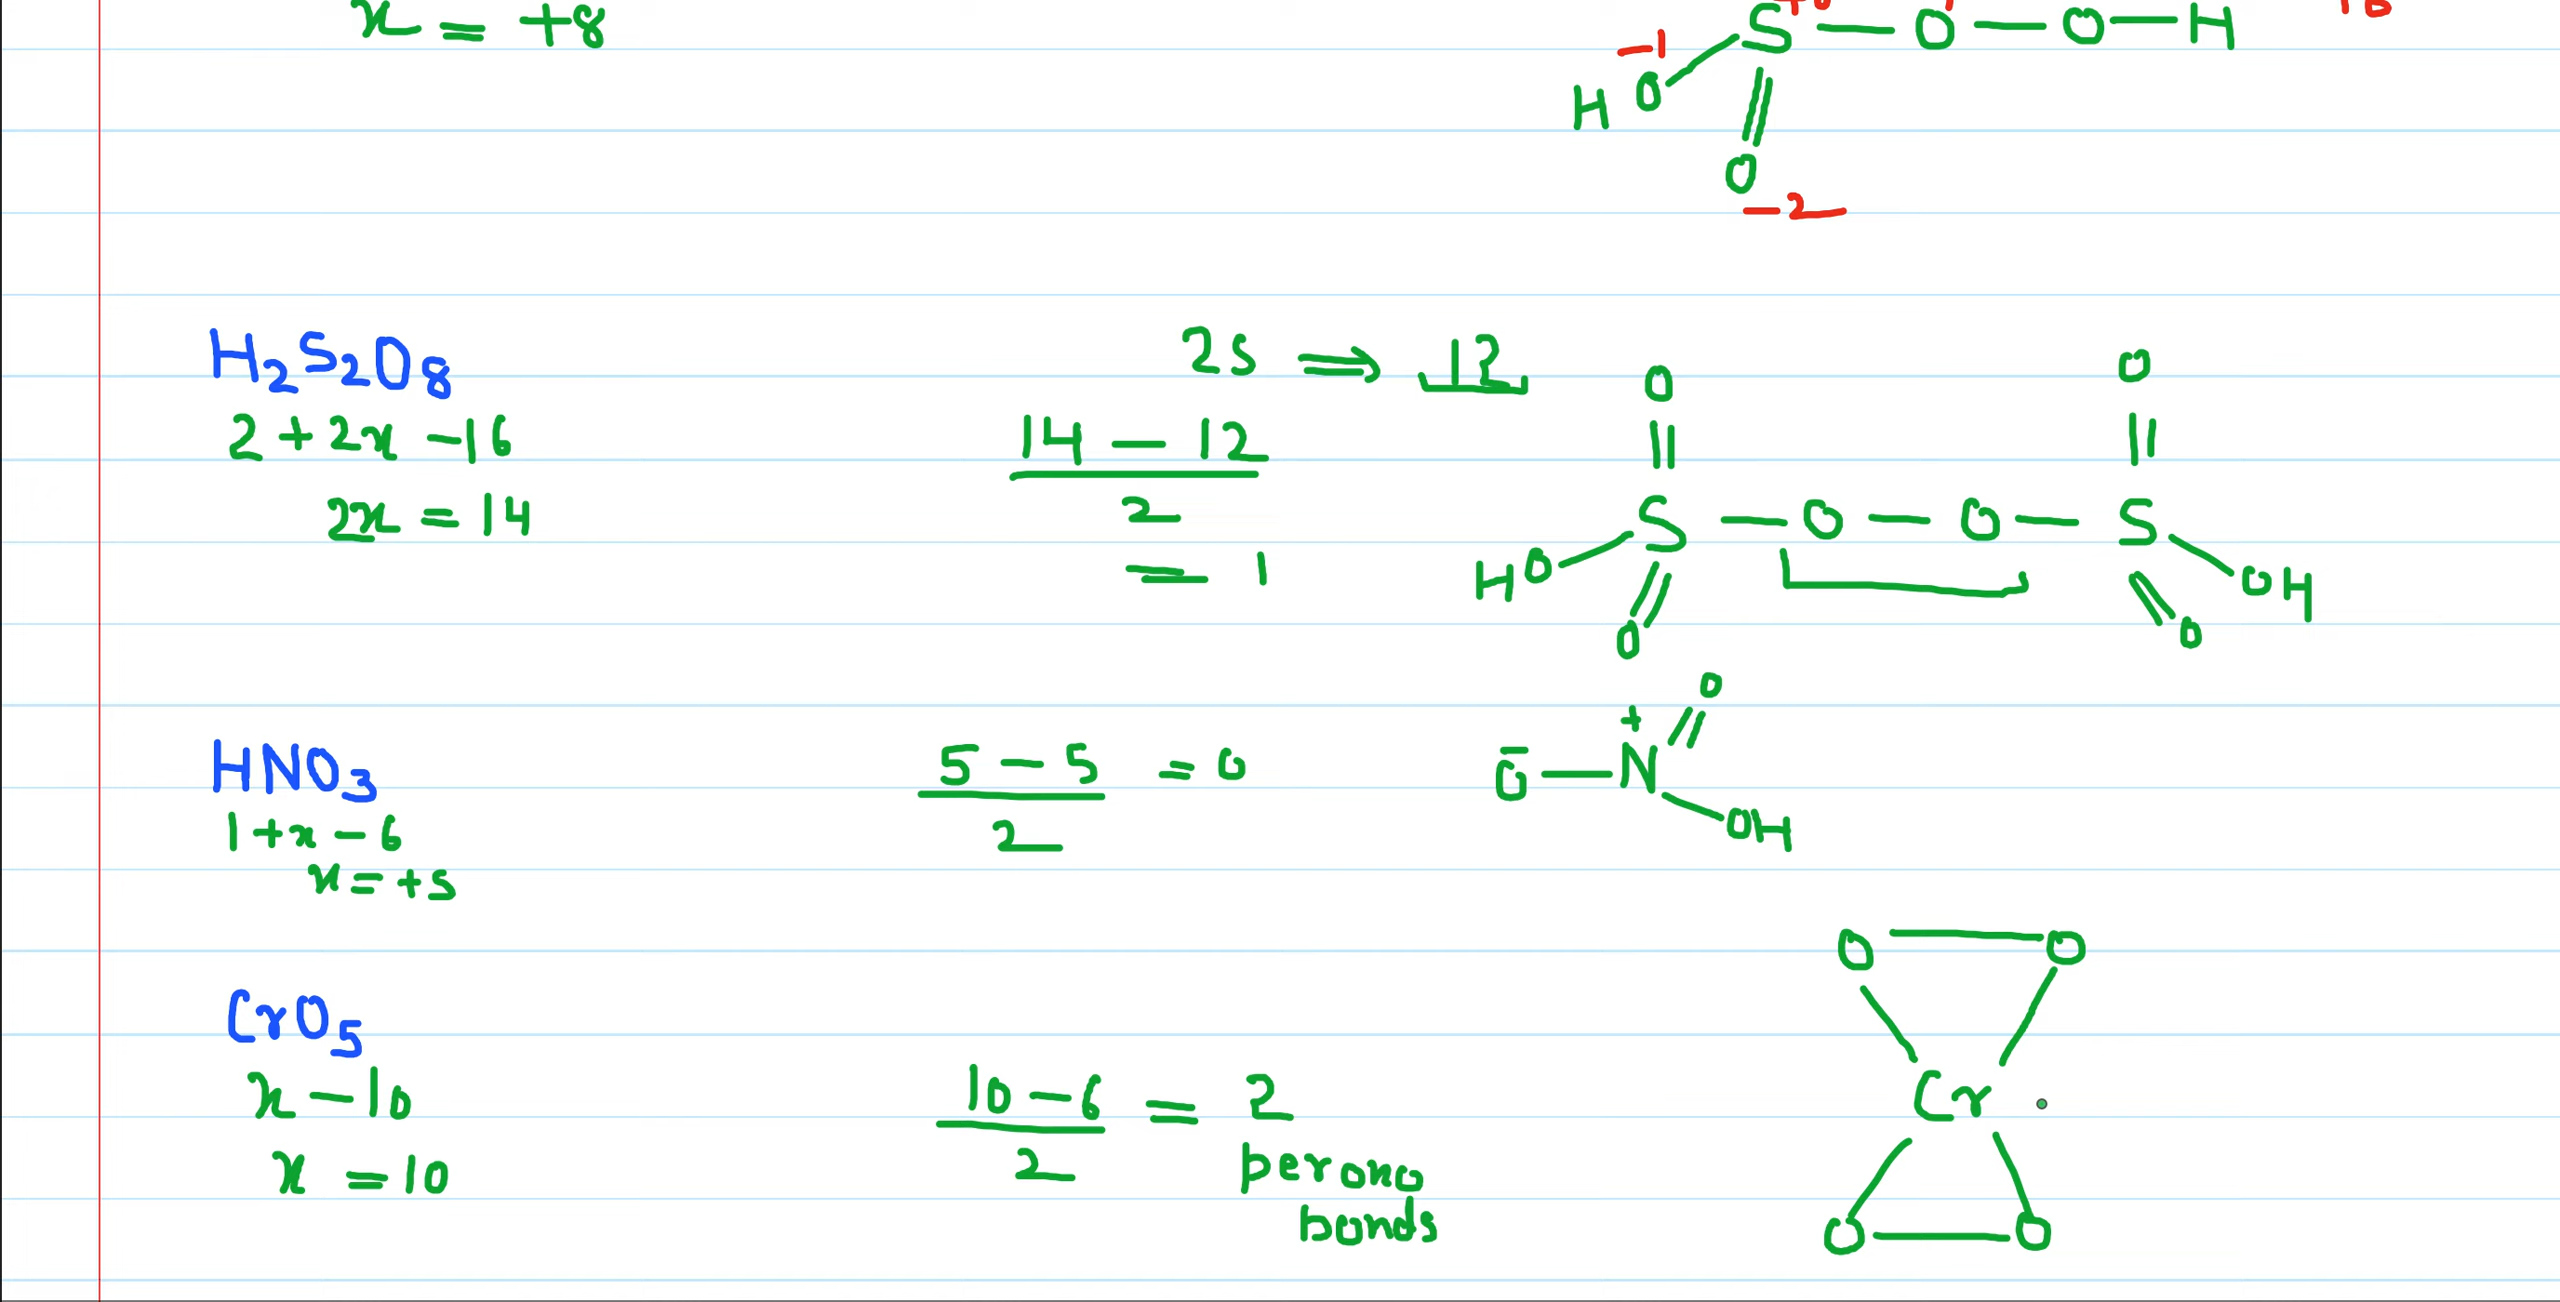 x = +8
S — O — O — H
-1
H O
O
-2
H2S2O8
2S ⟹ 12
O O
2 + 2x - 16
14 - 12
2x = 14
2
S - O - O - S
= 1
HO OH
O O
HNO3
5 - 5 = 0
2
O
+
Ō — N
OH
1 + x - 6
x = +5
O — O
CrO5
x - 10
10 - 6 = 2
2
Cr
x = 10
peroxo
bonds
O — O